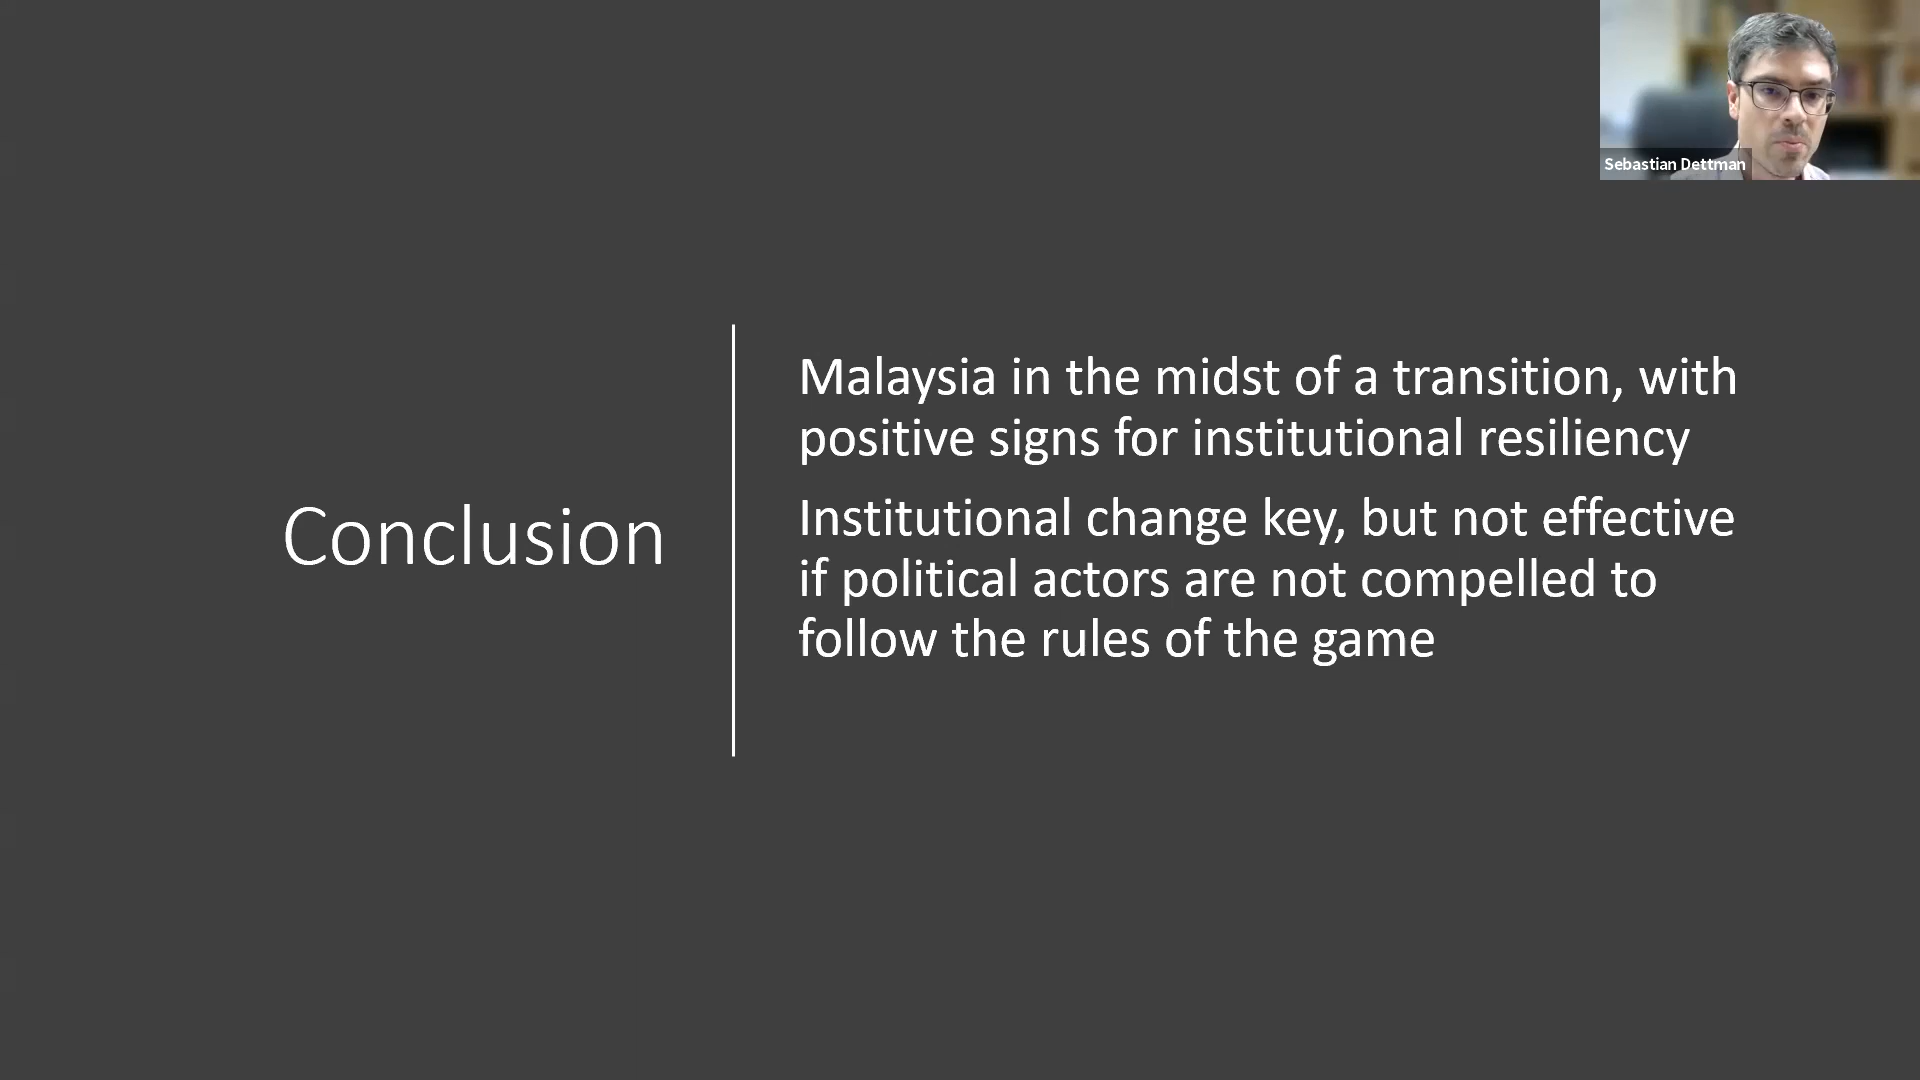 Sebastian Dettman
Conclusion
Malaysia in the midst of a transition, with
positive signs for institutional resiliency
Institutional change key, but not effective
if political actors are not compelled to
follow the rules of the game